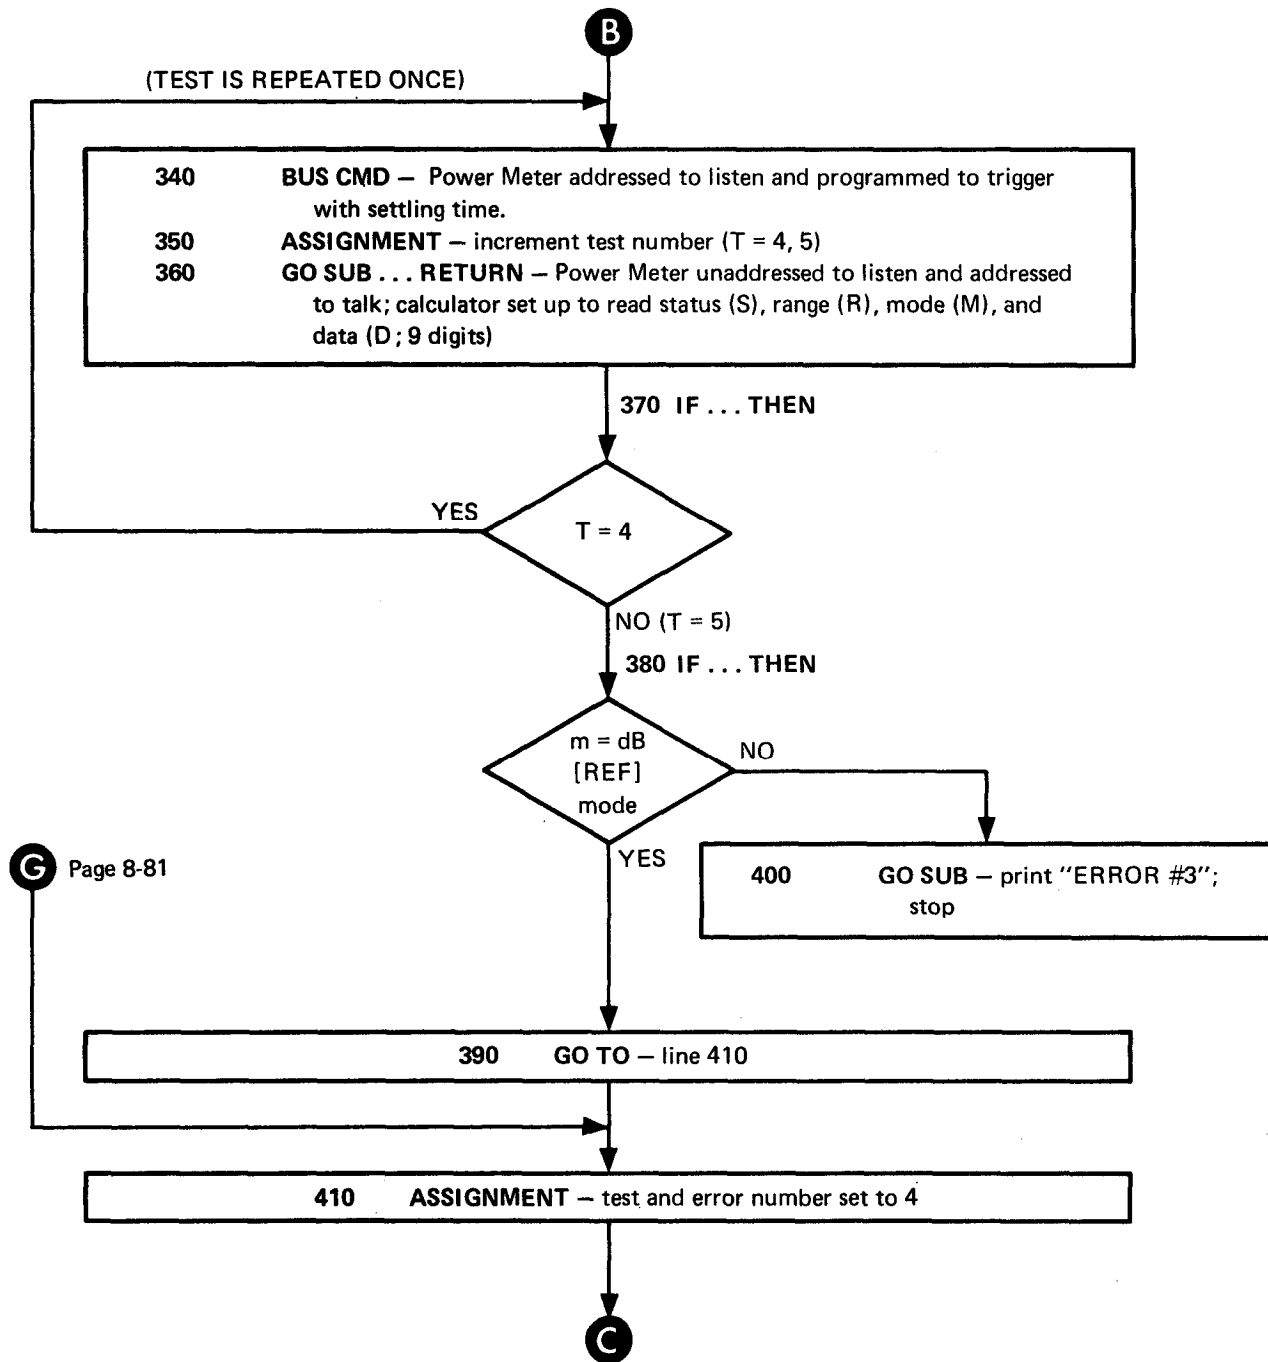 B
(TEST IS REPEATED ONCE)
340 BUS CMD — Power Meter addressed to listen and programmed to trigger
with settling time.
350 ASSIGNMENT — increment test number (T = 4, 5)
360 GO SUB . . . RETURN — Power Meter unaddressed to listen and addressed
to talk; calculator set up to read status (S), range (R), mode (M), and
data (D; 9 digits)
370 IF . . . THEN
YES
T = 4
NO (T = 5)
380 IF . . . THEN
m = dB
[REF]
mode
NO
YES
G Page 8-81
400 GO SUB — print "ERROR #3";
stop
390 GO TO — line 410
410 ASSIGNMENT — test and error number set to 4
C